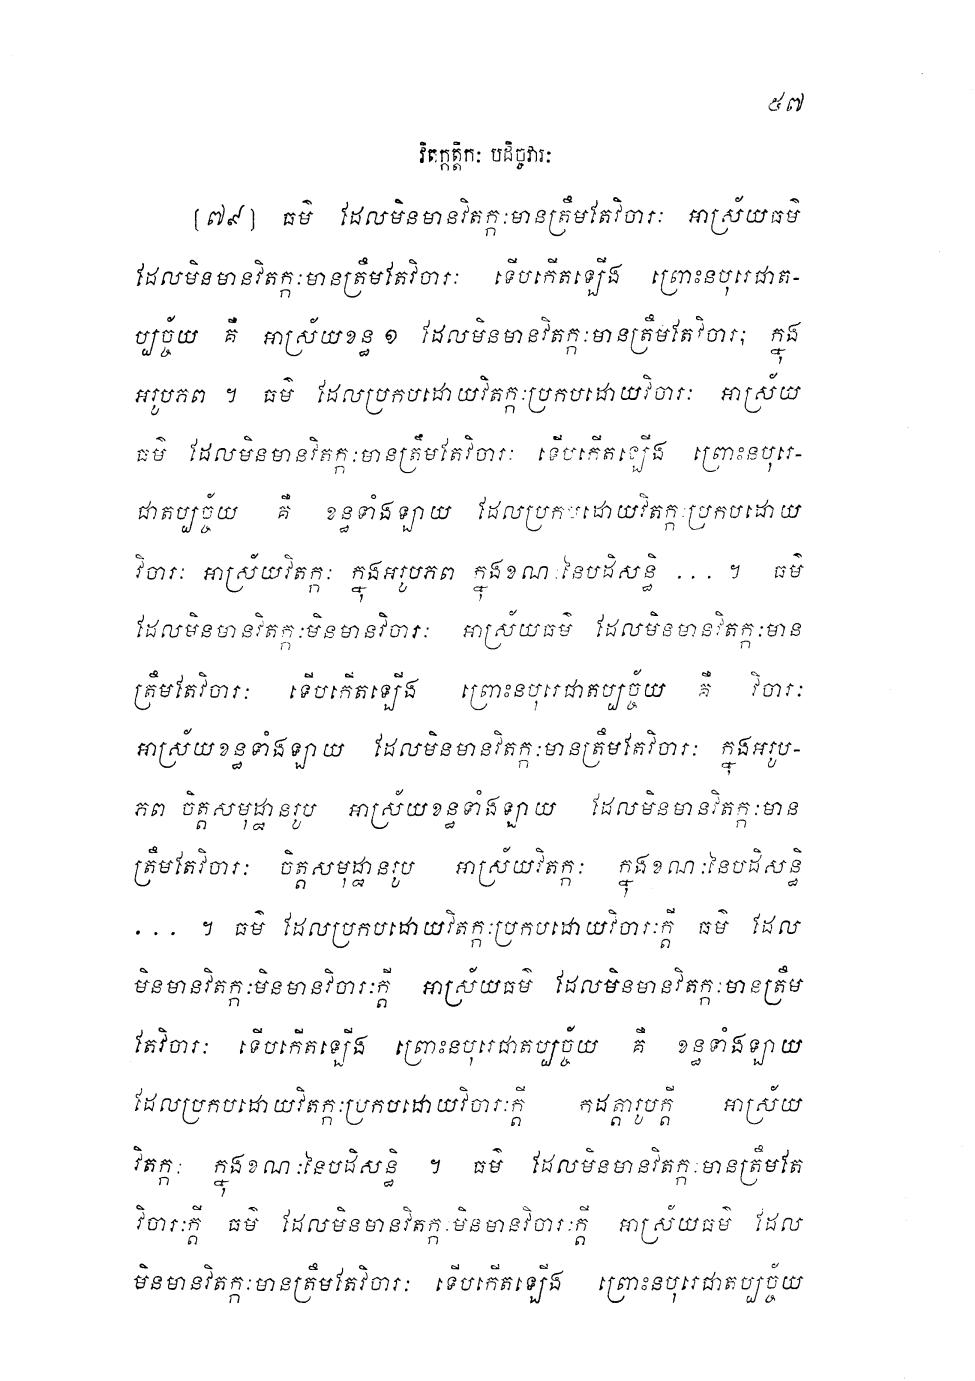 ៥៧
វិតក្កត្តិកៈ បដិច្ចវារៈ
(៧៩) ធម៌ ដែលមិនមានវិតក្កៈមានត្រឹមតែវិចារៈ អាស្រ័យធម៌
ដែលមិនមានវិតក្កៈមានត្រឹមតែវិចារៈ ទើបកើតឡើង ព្រោះនបុរេជាត-
ប្បច្ច័យ គឺ អាស្រ័យខន្ធ ១ ដែលមិនមានវិតក្កៈមានត្រឹមតែវិចារៈ ក្នុង
អរូបភព ។ ធម៌ ដែលប្រកបដោយវិតក្កៈប្រកបដោយវិចារៈ អាស្រ័យ
ធម៌ ដែលមិនមានវិតក្កៈមានត្រឹមតែវិចារៈ ទើបកើតឡើង ព្រោះនបុរេ-
ជាតប្បច្ច័យ គឺ ខន្ធទាំងឡាយ ដែលប្រកបដោយវិតក្កៈប្រកបដោយ
វិចារៈ អាស្រ័យវិតក្កៈ ក្នុងអរូបភព ក្នុងខណៈនៃបដិសន្ធិ ... ។ ធម៌
ដែលមិនមានវិតក្កៈមិនមានវិចារៈ អាស្រ័យធម៌ ដែលមិនមានវិតក្កៈមាន
ត្រឹមតែវិចារៈ ទើបកើតឡើង ព្រោះនបុរេជាតប្បច្ច័យ គឺ វិចារៈ
អាស្រ័យខន្ធទាំងឡាយ ដែលមិនមានវិតក្កៈមានត្រឹមតែវិចារៈ ក្នុងអរូប-
ភព ចិត្តសមុដ្ឋានរូប អាស្រ័យខន្ធទាំងឡាយ ដែលមិនមានវិតក្កៈមាន
ត្រឹមតែវិចារៈ ចិត្តសមុដ្ឋានរូប អាស្រ័យវិតក្កៈ ក្នុងខណៈនៃបដិសន្ធិ
... ។ ធម៌ ដែលប្រកបដោយវិតក្កៈប្រកបដោយវិចារៈក្តី ធម៌ ដែល
មិនមានវិតក្កៈមិនមានវិចារៈក្តី អាស្រ័យធម៌ ដែលមិនមានវិតក្កៈមានត្រឹម
តែវិចារៈ ទើបកើតឡើង ព្រោះនបុរេជាតប្បច្ច័យ គឺ ខន្ធទាំងឡាយ
ដែលប្រកបដោយវិតក្កៈប្រកបដោយវិចារៈក្តី កដត្តារូបក្តី អាស្រ័យ
វិតក្កៈ ក្នុងខណៈនៃបដិសន្ធិ ។ ធម៌ ដែលមិនមានវិតក្កៈមានត្រឹមតែ
វិចារៈក្តី ធម៌ ដែលមិនមានវិតក្កៈមិនមានវិចារៈក្តី អាស្រ័យធម៌ ដែល
មិនមានវិតក្កៈមានត្រឹមតែវិចារៈ ទើបកើតឡើង ព្រោះនបុរេជាតប្បច្ច័យ